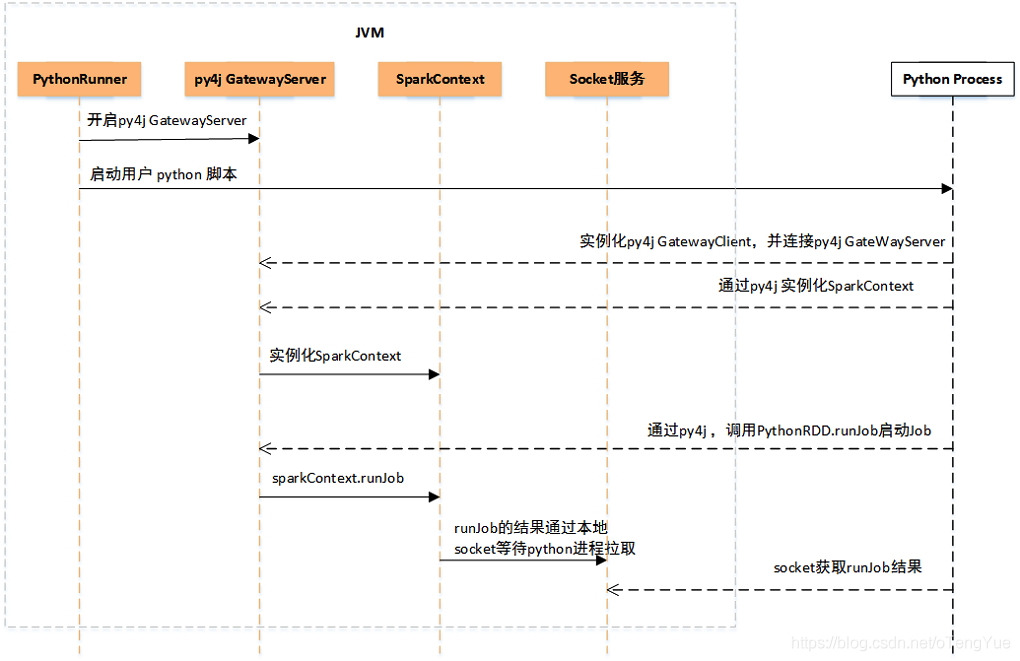 JVM
PythonRunner
py4j GatewayServer
SparkContext
Socket服务
Python Process
开启py4j GatewayServer
启动用户 python 脚本
实例化py4j GatewayClient，并连接py4j GateWayServer
通过py4j 实例化SparkContext
实例化SparkContext
通过py4j ，调用PythonRDD.runJob启动Job
sparkContext.runJob
runJob的结果通过本地
socket等待python进程拉取
socket获取runJob结果
https://blog.csdn.net/oTengYue